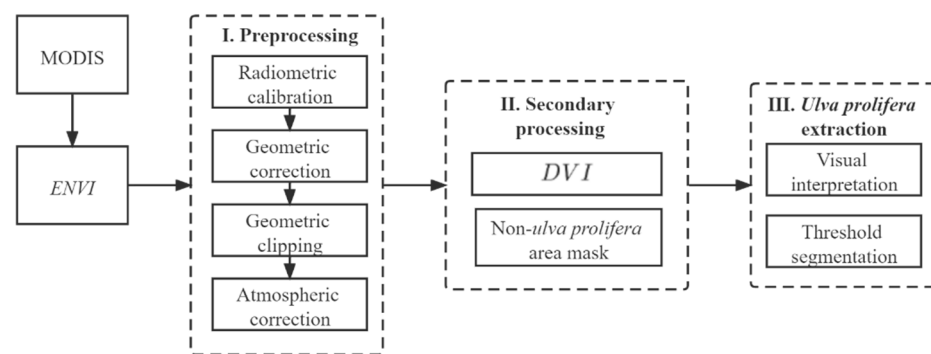 MODIS
ENVI
I. Preprocessing
Radiometric
calibration
Geometric
correction
Geometric
clipping
Atmospheric
correction
II. Secondary
processing
DVI
Non-ulva prolifera
area mask
III. Ulva prolifera
extraction
Visual
interpretation
Threshold
segmentation